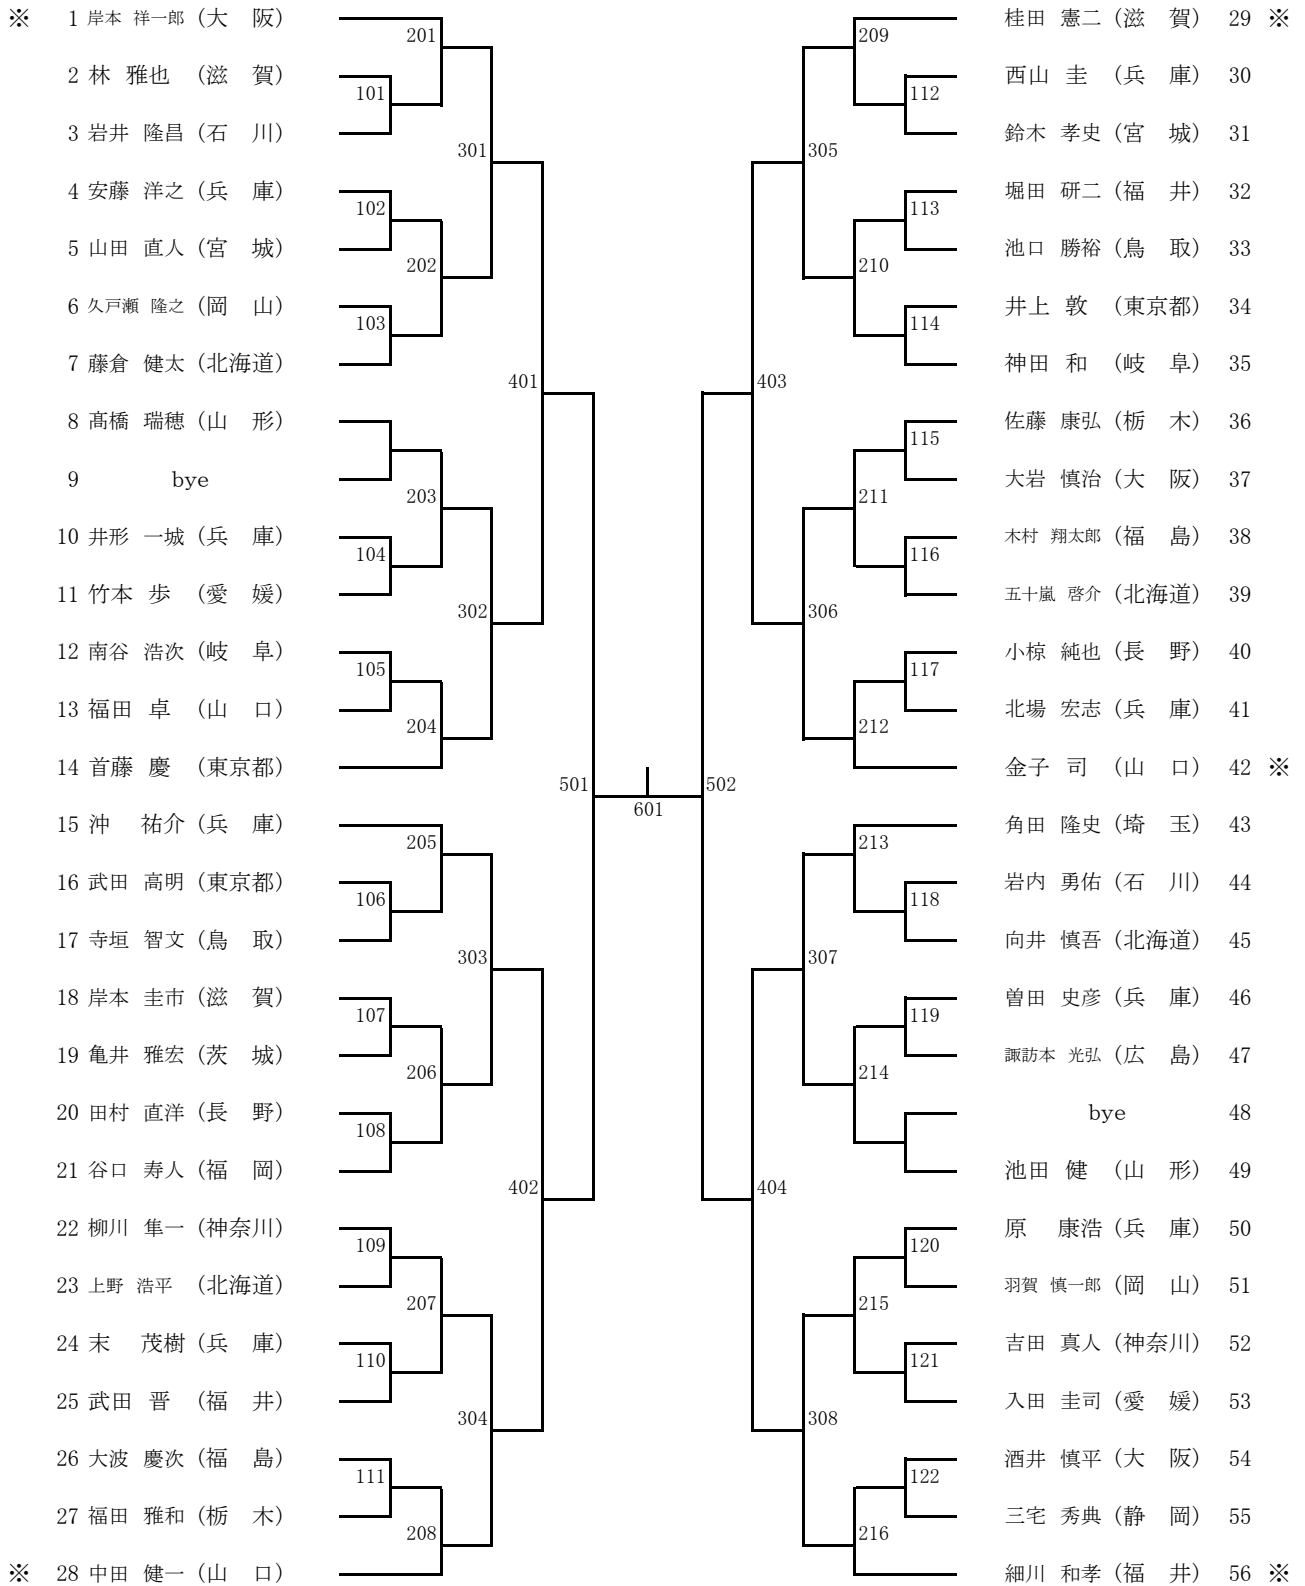 ※ 1 岸本 祥一郎 (大　阪)
201
2 林 雅也 (滋　賀)
101
3 岩井 隆昌 (石　川)
301
4 安藤 洋之 (兵　庫)
102
5 山田 直人 (宮　城)
202
6 久戸瀬 隆之 (岡　山)
103
7 藤倉 健太 (北海道)
401
8 髙橋 瑞穂 (山　形)
9 bye
203
10 井形 一城 (兵　庫)
104
11 竹本 歩 (愛　媛)
302
12 南谷 浩次 (岐　阜)
105
13 福田 卓 (山　口)
204
14 首藤 慶 (東京都)
501
15 沖　祐介 (兵　庫)
205
16 武田 高明 (東京都)
106
17 寺垣 智文 (鳥　取)
303
18 岸本 圭市 (滋　賀)
107
19 亀井 雅宏 (茨　城)
206
20 田村 直洋 (長　野)
108
21 谷口 寿人 (福　岡)
402
22 柳川 隼一 (神奈川)
109
23 上野 浩平 (北海道)
207
24 末　茂樹 (兵　庫)
110
25 武田 晋 (福　井)
304
26 大波 慶次 (福　島)
111
27 福田 雅和 (栃　木)
208
※ 28 中田 健一 (山　口)
601
桂田 憲二 (滋　賀) 29 ※
209
西山 圭 (兵　庫) 30
112
鈴木 孝史 (宮　城) 31
305
堀田 研二 (福　井) 32
113
池口 勝裕 (鳥　取) 33
210
井上 敦 (東京都) 34
114
神田 和 (岐　阜) 35
403
佐藤 康弘 (栃　木) 36
115
大岩 慎治 (大　阪) 37
211
木村 翔太郎 (福　島) 38
116
五十嵐 啓介 (北海道) 39
306
小椋 純也 (長　野) 40
117
北場 宏志 (兵　庫) 41
212
金子 司 (山　口) 42 ※
502
角田 隆史 (埼　玉) 43
213
岩内 勇佑 (石　川) 44
118
向井 慎吾 (北海道) 45
307
曽田 史彦 (兵　庫) 46
119
諏訪本 光弘 (広　島) 47
214
bye 48
池田 健 (山　形) 49
404
原　康浩 (兵　庫) 50
120
羽賀 慎一郎 (岡　山) 51
215
吉田 真人 (神奈川) 52
121
入田 圭司 (愛　媛) 53
308
酒井 慎平 (大　阪) 54
122
三宅 秀典 (静　岡) 55
216
細川 和孝 (福　井) 56 ※